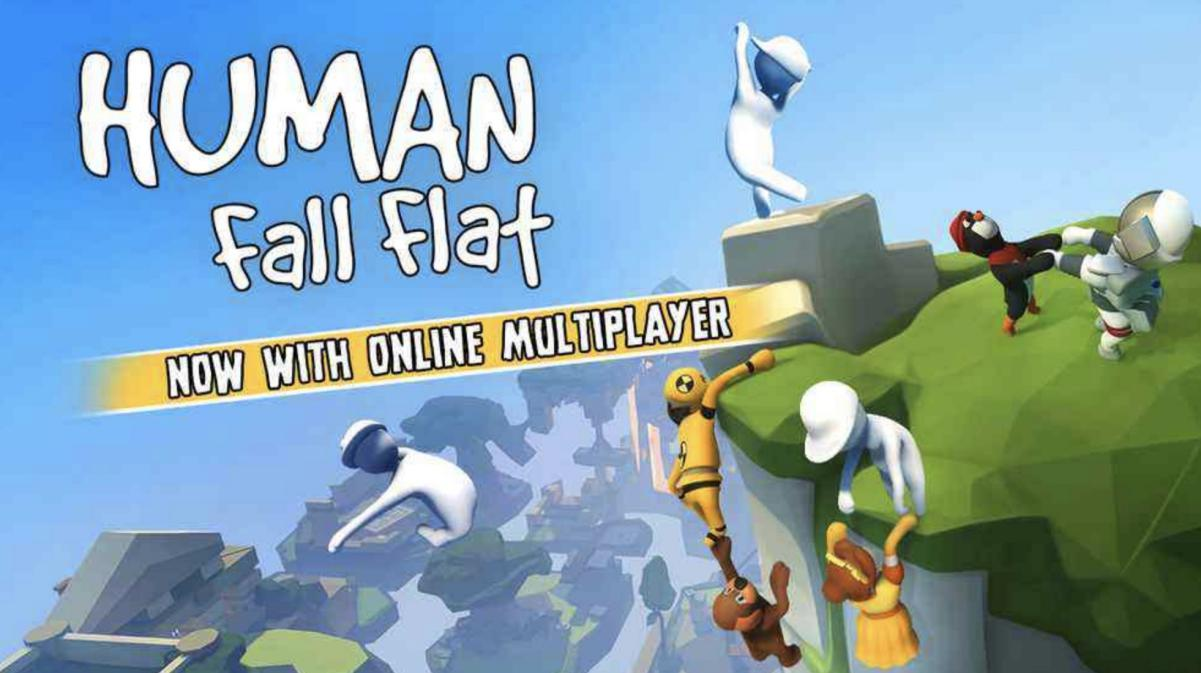 HUMAN
fall flat
NOW WITH ONLINE MULTIPLAYER